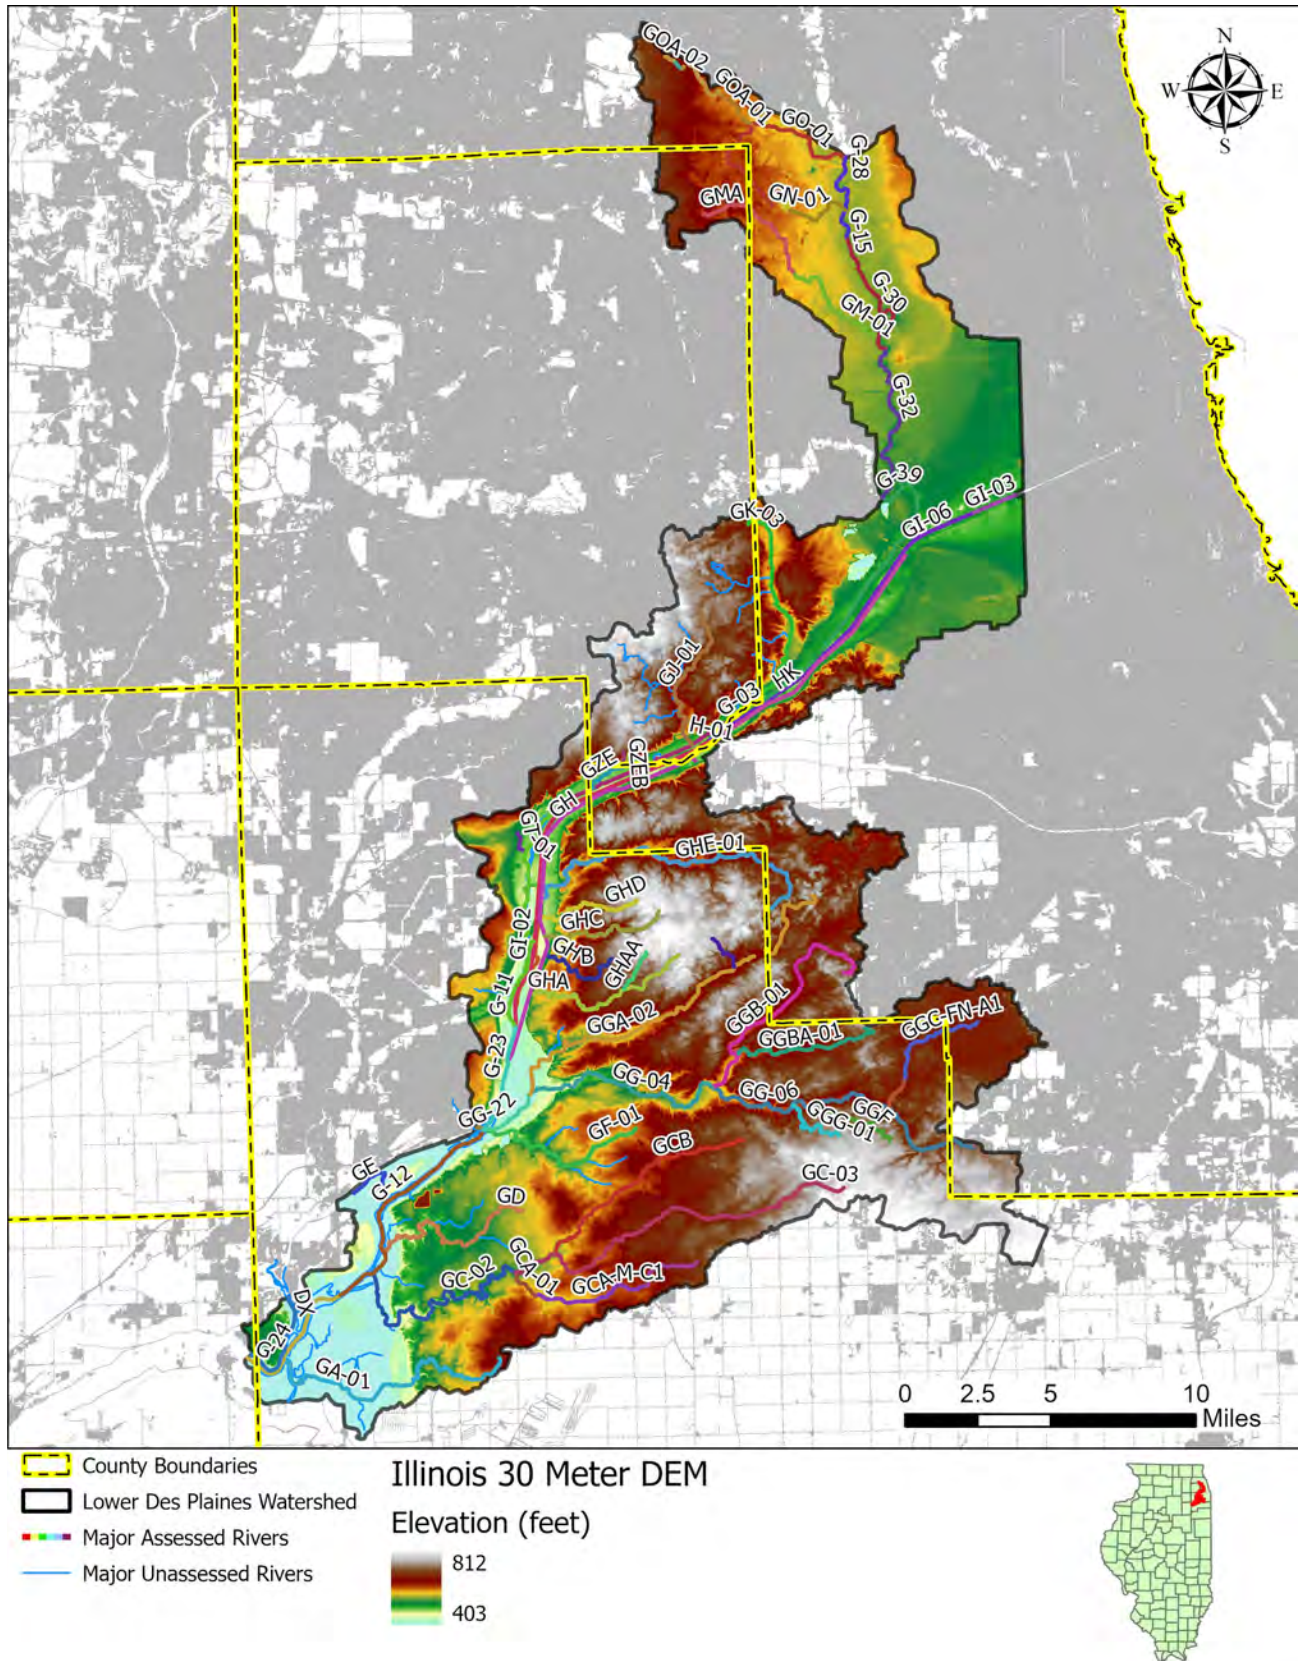 N
W E
S
GOA-02
GOA-01
GO-01
G-28
GMA
GN-01
G-15
G-30
GM-01
G-32
G-39
GI-03
GK-03
GI-06
GJ-01
HK
G-03
H-01
GZE
GZEB
GH
GT-01
GHE-01
GHD
GHC
GI-02
GHB
GHAA
GHA
G-11
GGA-02
GGB-01
GGC-FN-A1
GGBA-01
G-23
GG-04
GG-06
GGF
GG-22
GF-01
GGG-01
GCB
GE
G-12
GC-03
GD
GCA-01
GC-02
GCA-M-C1
DX
G-24
GA-01
0 2.5 5 10
Miles
County Boundaries
Lower Des Plaines Watershed
Major Assessed Rivers
Major Unassessed Rivers
Illinois 30 Meter DEM
Elevation (feet)
812
403